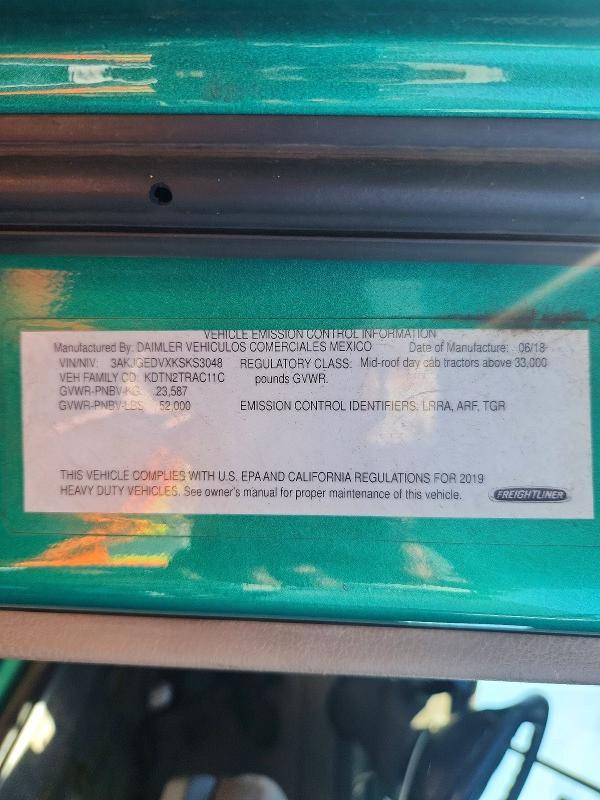 VEHICLE EMISSION CONTROL INFORMATION
Manufactured By: DAIMLER VEHICULOS COMERCIALES MEXICO Date of Manufacture: 06/18
VIN/NIV: 3AKJGEDVXKSKS3048 REGULATORY CLASS: Mid-roof day cab tractors above 33,000
VEH FAMILY CD: KDTN2TRAC11C pounds GVWR.
GVWR-PNBV-KG: 23,587
GVWR-PNBV-LBS: 52,000 EMISSION CONTROL IDENTIFIERS: LRRA, ARF, TGR
THIS VEHICLE COMPLIES WITH U.S. EPA AND CALIFORNIA REGULATIONS FOR 2019
HEAVY DUTY VEHICLES. See owner's manual for proper maintenance of this vehicle.
FREIGHTLINER